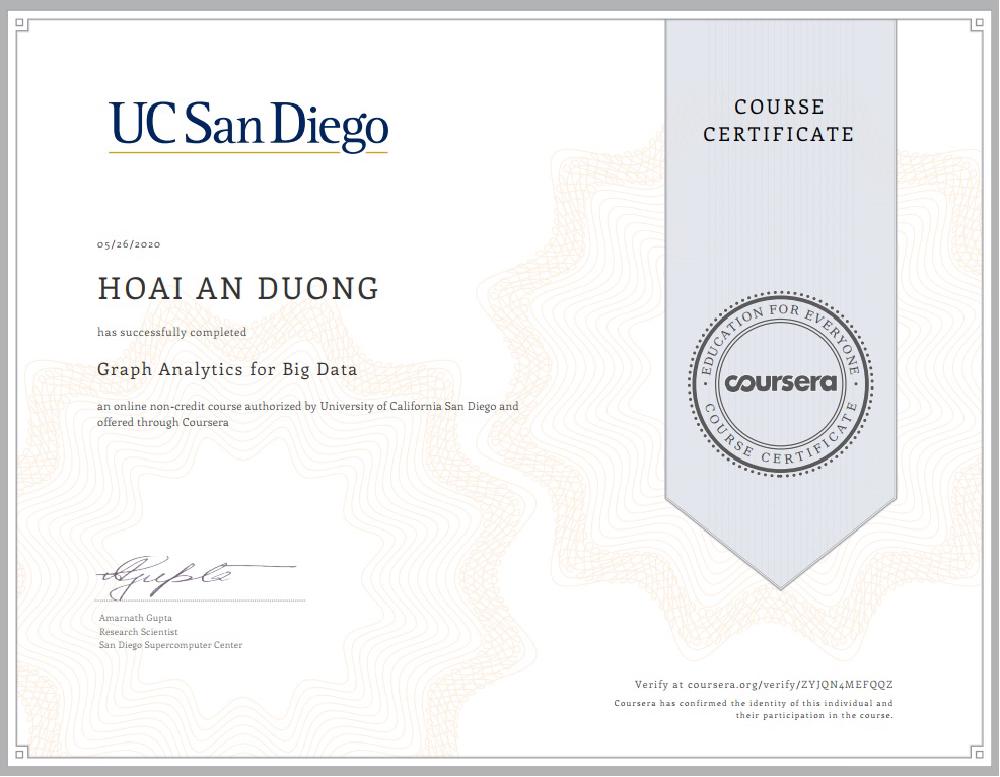 UC San Diego
COURSE
CERTIFICATE
05/26/2020
HOAI AN DUONG
has successfully completed
Graph Analytics for Big Data
an online non-credit course authorized by University of California San Diego and
offered through Coursera
EDUCATION FOR EVERYONE
coursera
COURSE CERTIFICATE
Amarnath Gupta
Research Scientist
San Diego Supercomputer Center
Verify at coursera.org/verify/ZYJQN4MEFQQZ
Coursera has confirmed the identity of this individual and
their participation in the course.